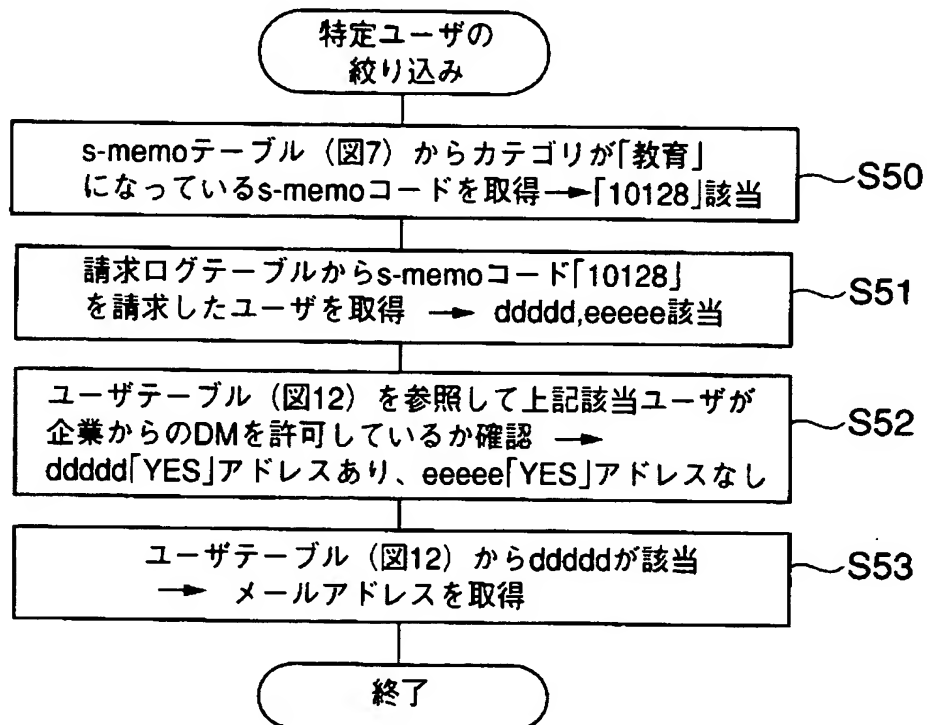 特定ユーザの
絞り込み
s-memoテーブル（図7）からカテゴリが「教育」
になっているs-memoコードを取得→「10128」該当
S50
請求ログテーブルからs-memoコード「10128」
を請求したユーザを取得 → ddddd,eeeee該当
S51
ユーザテーブル（図12）を参照して上記該当ユーザが
企業からのDMを許可しているか確認 →
ddddd「YES」アドレスあり、eeeee「YES」アドレスなし
S52
ユーザテーブル（図12）からdddddが該当
→ メールアドレスを取得
S53
終了